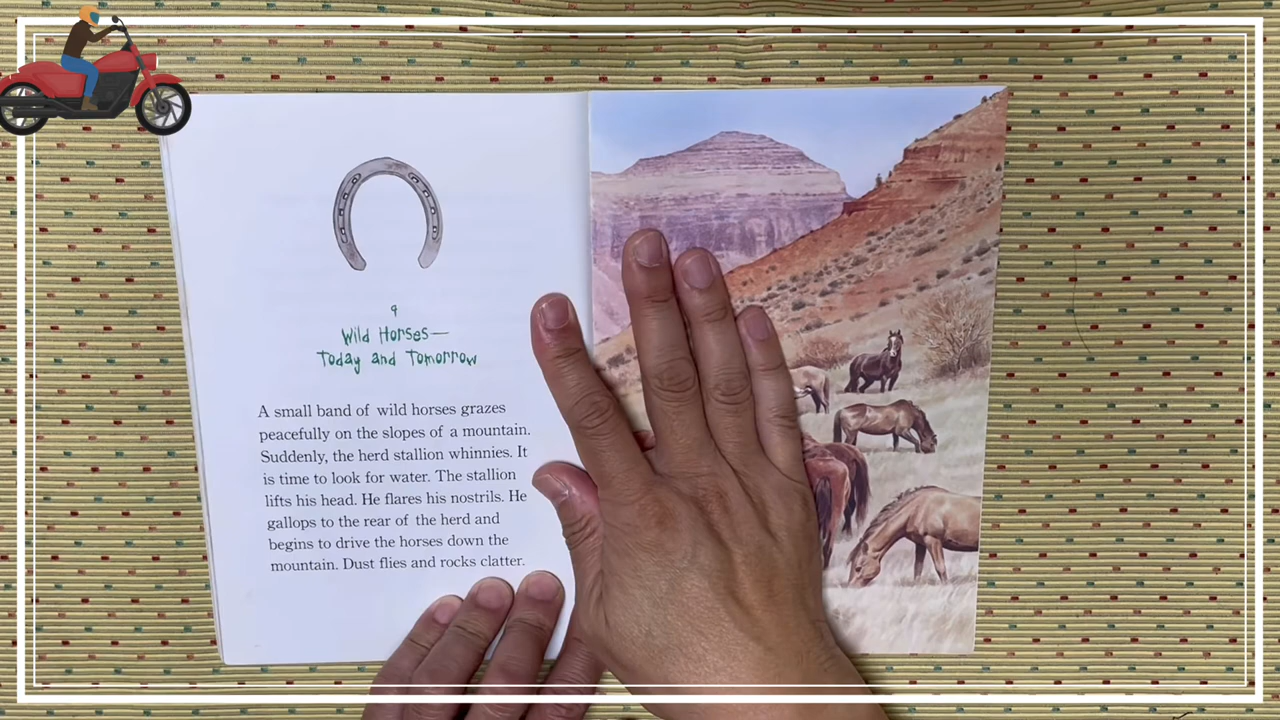 9
Wild Horses—
Today and Tomorrow
A small band of wild horses grazes
peacefully on the slopes of a mountain.
Suddenly, the herd stallion whinnies. It
is time to look for water. The stallion
lifts his head. He flares his nostrils. He
gallops to the rear of the herd and
begins to drive the horses down the
mountain. Dust flies and rocks clatter.